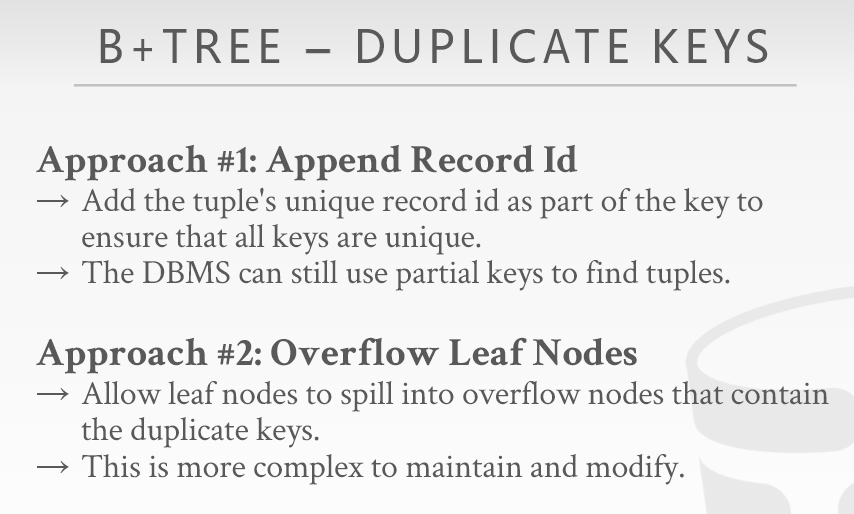 B+TREE – DUPLICATE KEYS
Approach #1: Append Record Id
→ Add the tuple's unique record id as part of the key to
ensure that all keys are unique.
→ The DBMS can still use partial keys to find tuples.
Approach #2: Overflow Leaf Nodes
→ Allow leaf nodes to spill into overflow nodes that contain
the duplicate keys.
→ This is more complex to maintain and modify.